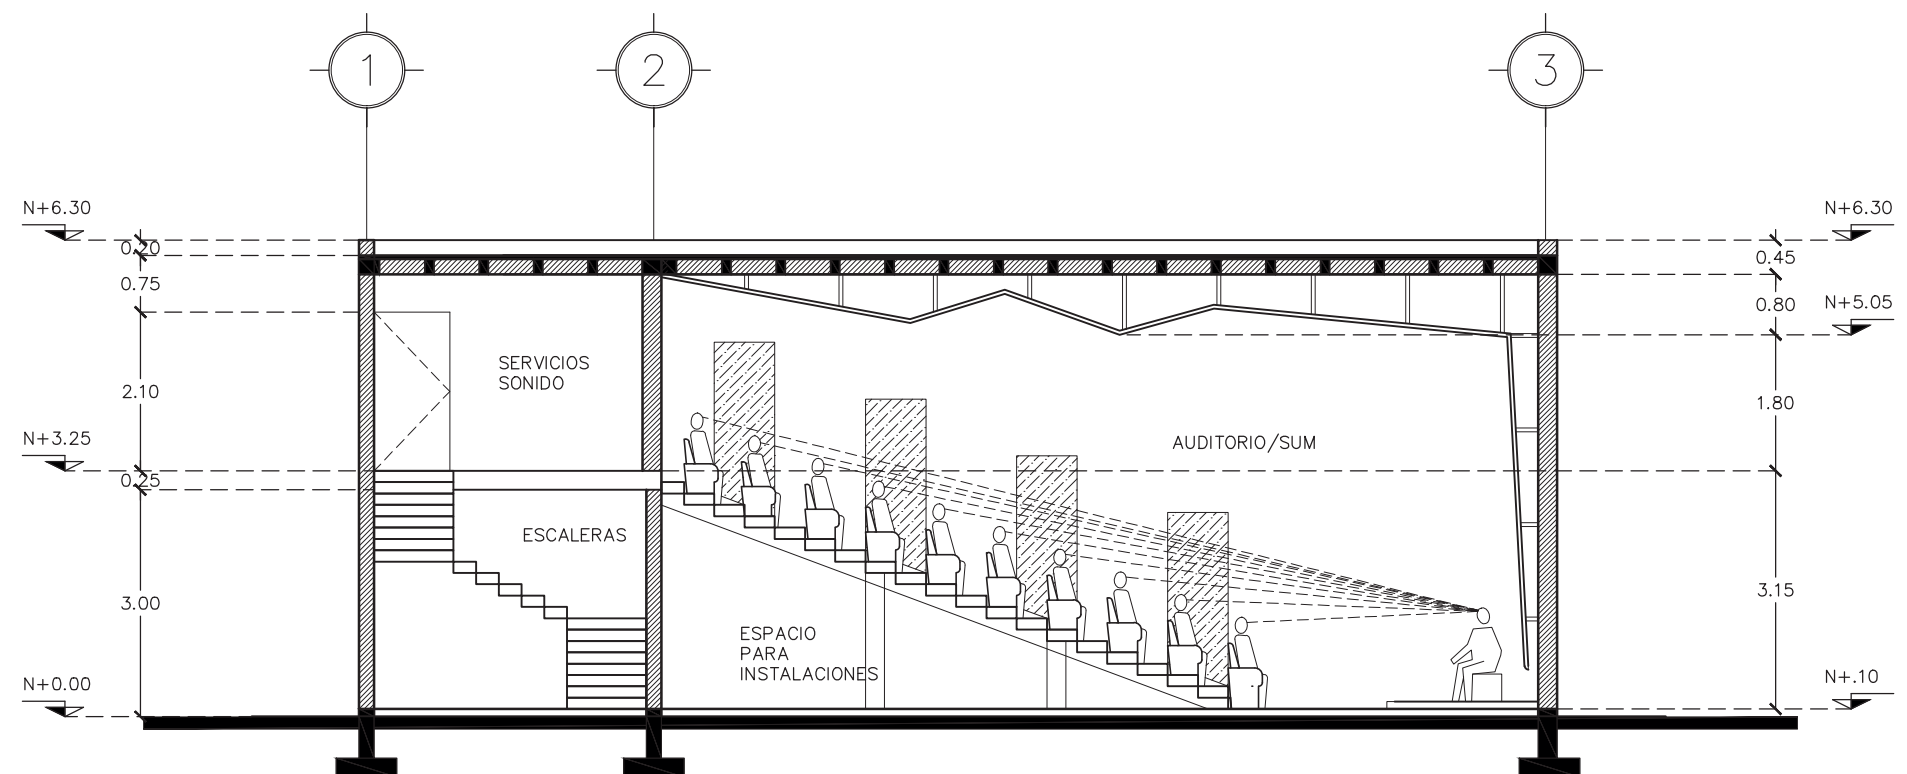 1
2
3
N+6.30
N+6.30
0.20
0.45
0.75
0.80
N+5.05
SERVICIOS
SONIDO
2.10
1.80
N+3.25
AUDITORIO/SUM
0.25
ESCALERAS
3.00
3.15
ESPACIO
PARA
INSTALACIONES
N+0.00
N+.10